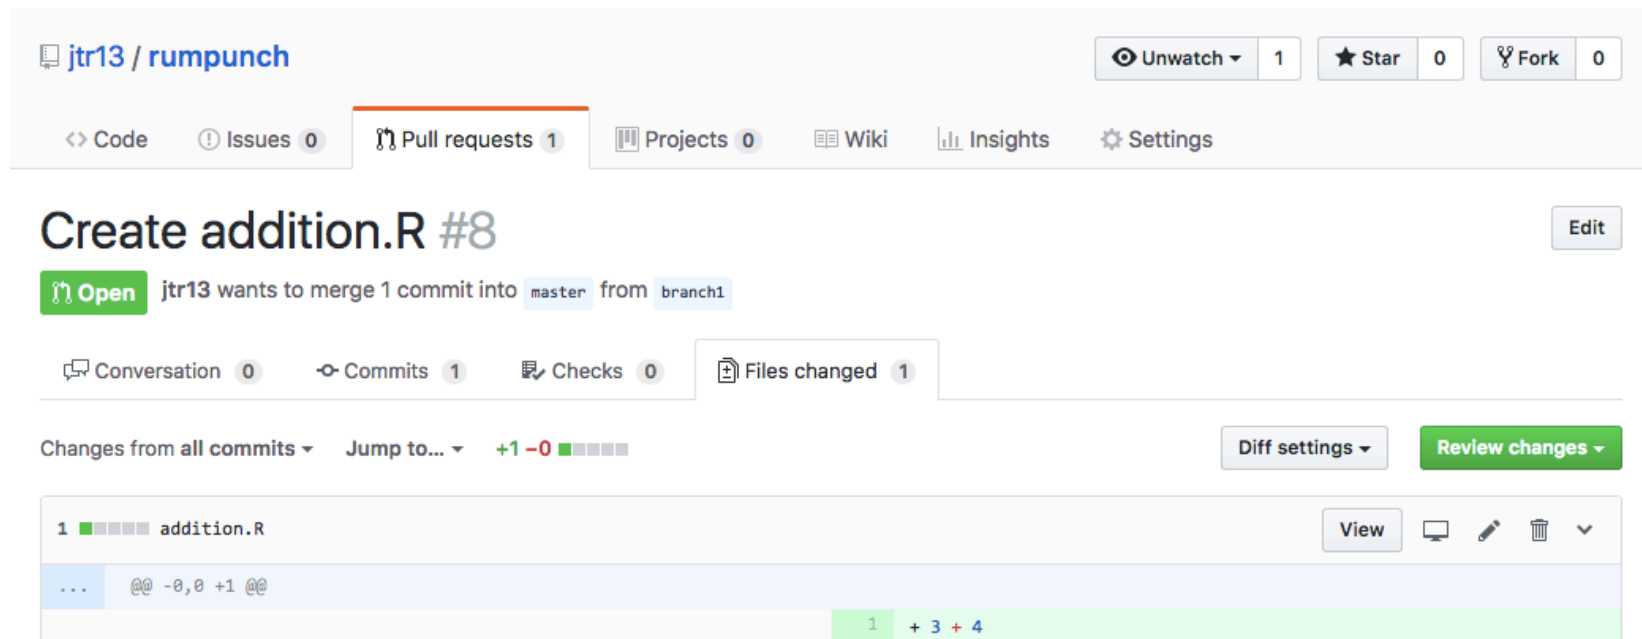 jtr13 / rumpunch Unwatch 1 Star 0 Fork 0
Code Issues 0 Pull requests 1 Projects 0 Wiki Insights Settings
Create addition.R #8 Edit
Open jtr13 wants to merge 1 commit into master from branch1
Conversation 0 Commits 1 Checks 0 Files changed 1
Changes from all commits Jump to... +1 −0 Diff settings Review changes
1 addition.R View
... @@ -0,0 +1 @@
1 + 3 + 4